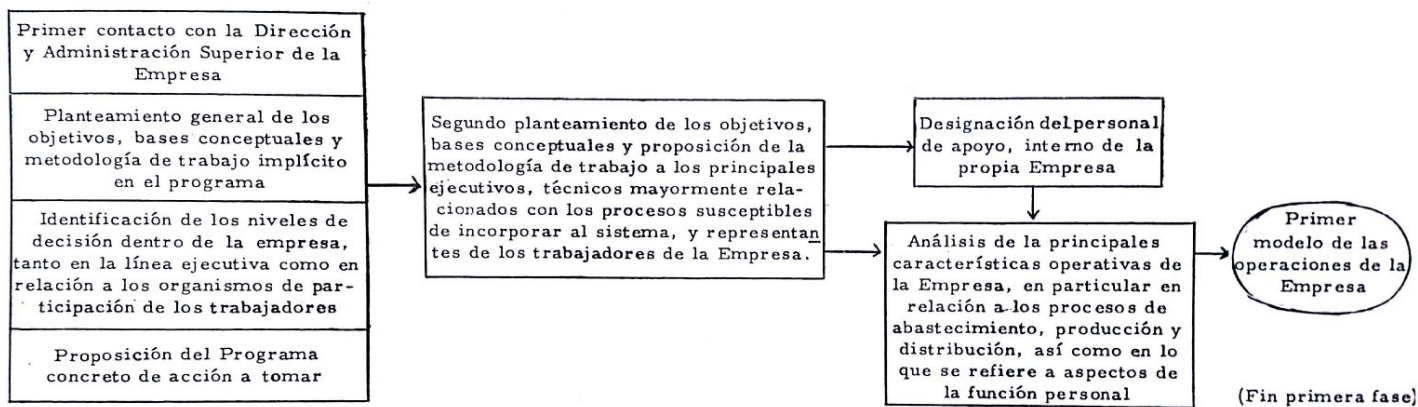 Primer contacto con la Dirección
y Administración Superior de la
Empresa
Planteamiento general de los
objetivos, bases conceptuales y
metodología de trabajo implícito
en el programa
Identificación de los niveles de
decisión dentro de la empresa,
tanto en la línea ejecutiva como en
relación a los organismos de par-
ticipación de los trabajadores
Proposición del Programa
concreto de acción a tomar
Segundo planteamiento de los objetivos,
bases conceptuales y proposición de la
metodología de trabajo a los principales
ejecutivos, técnicos mayormente rela-
cionados con los procesos susceptibles
de incorporar al sistema, y representan
tes de los trabajadores de la Empresa.
Designación del personal
de apoyo, interno de la
propia Empresa
Análisis de la principales
características operativas de
la Empresa, en particular en
relación a los procesos de
abastecimiento, producción y
distribución, así como en lo
que se refiere a aspectos de
la función personal
Primer
modelo de las
operaciones de la
Empresa
(Fin primera fase)